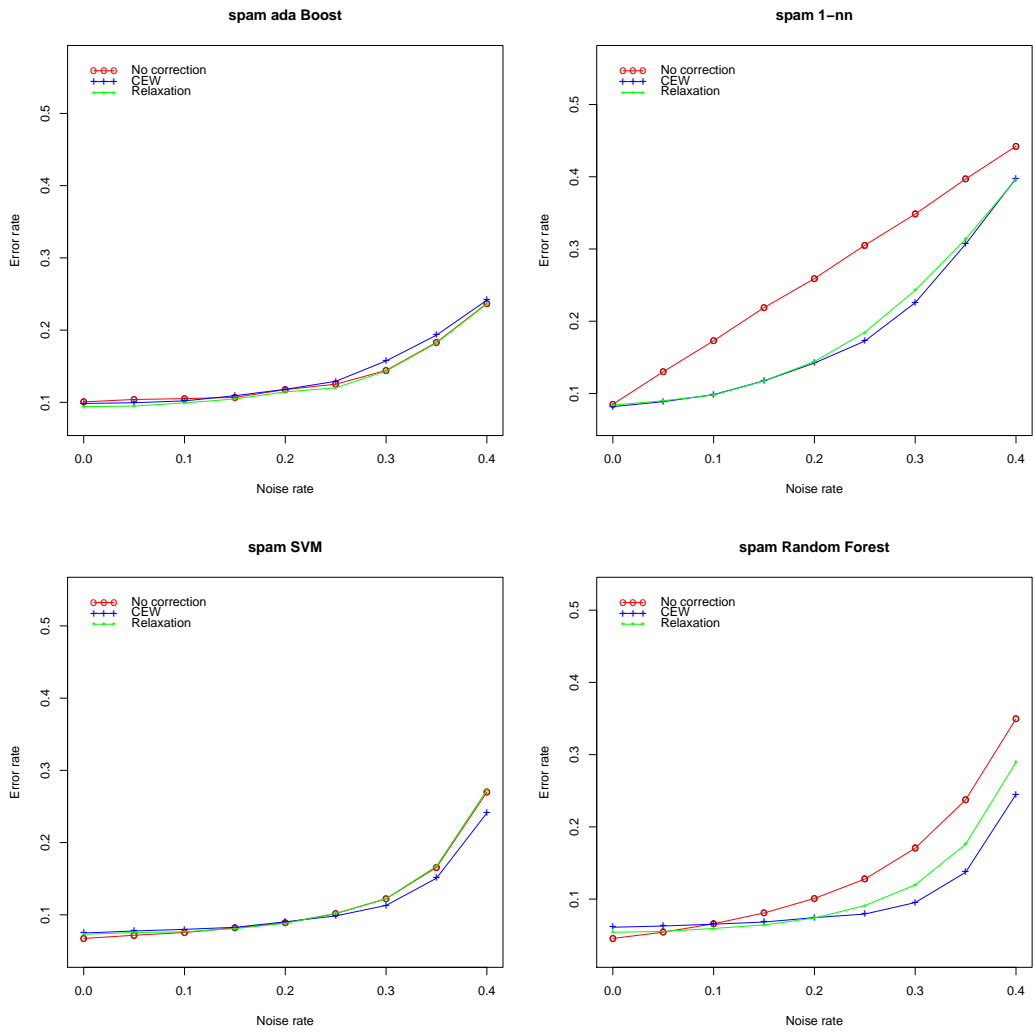 spam ada Boost
No correction
CEW
Relaxation
Error rate
0.1
0.2
0.3
0.4
0.5
0.0
0.1
0.2
0.3
0.4
Noise rate
spam 1−nn
No correction
CEW
Relaxation
Error rate
0.1
0.2
0.3
0.4
0.5
0.0
0.1
0.2
0.3
0.4
Noise rate
spam SVM
No correction
CEW
Relaxation
Error rate
0.1
0.2
0.3
0.4
0.5
0.0
0.1
0.2
0.3
0.4
Noise rate
spam Random Forest
No correction
CEW
Relaxation
Error rate
0.1
0.2
0.3
0.4
0.5
0.0
0.1
0.2
0.3
0.4
Noise rate